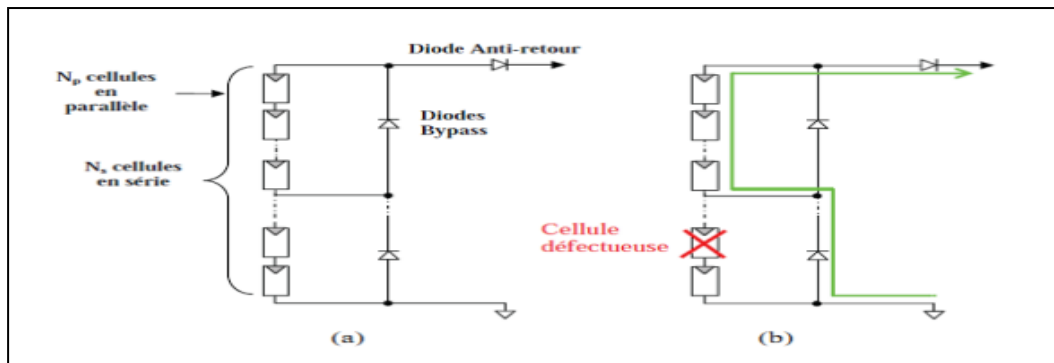 Diode Anti-retour
Np cellules
en
parallèle
Diodes
Bypass
Ns cellules
en série
Cellule
défectueuse
(a)
(b)